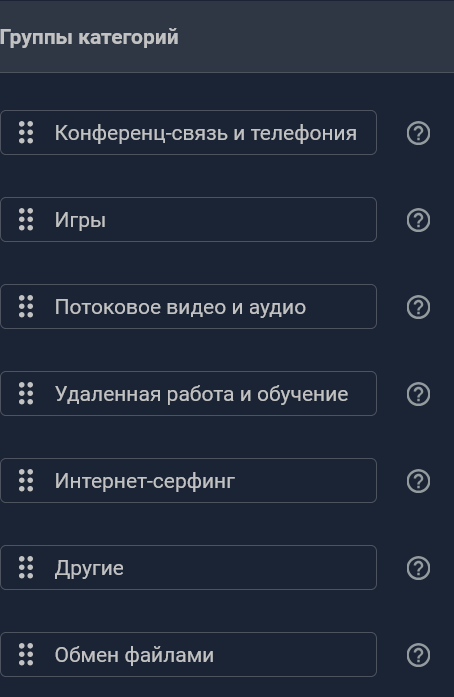 Группы категорий
Конференц-связь и телефония
Игры
Потоковое видео и аудио
Удаленная работа и обучение
Интернет-серфинг
Другие
Обмен файлами